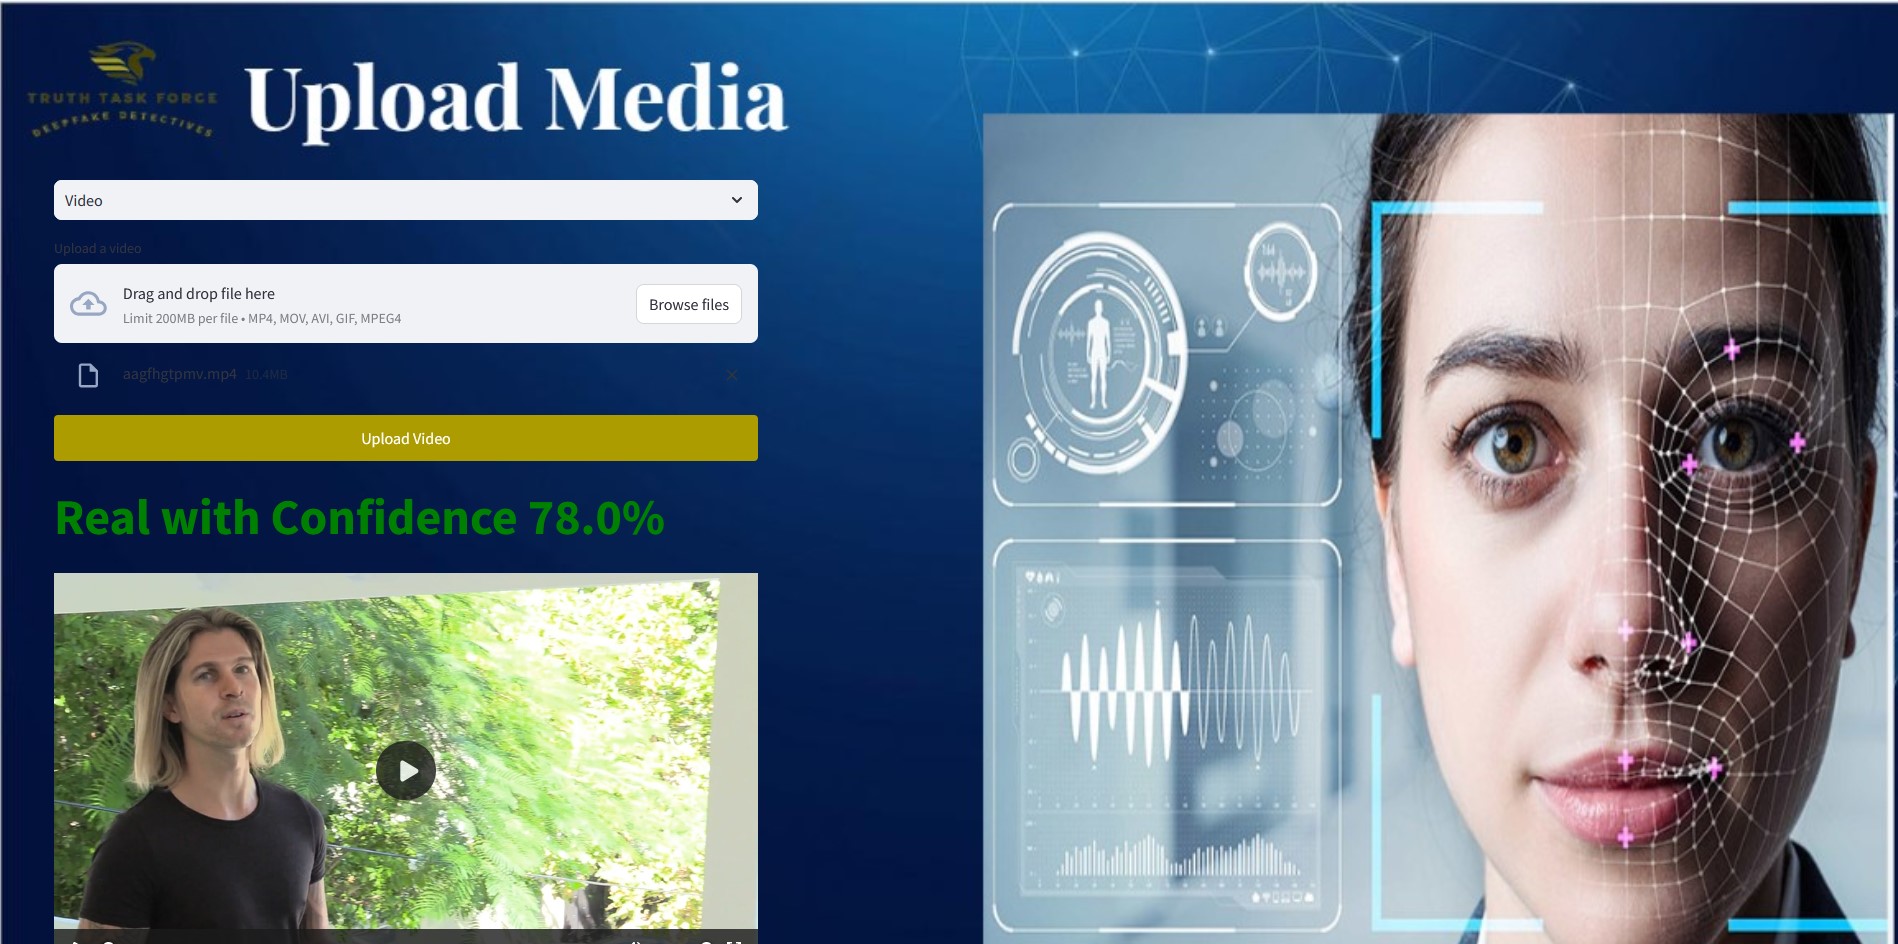 TRUTH TASK FORCE
DEEPFAKE DETECTIVES
Upload Media
Video
Upload a video
Drag and drop file here
Limit 200MB per file • MP4, MOV, AVI, GIF, MPEG4
Browse files
aagfhgtpmv.mp4 10.4MB
Upload Video
Real with Confidence 78.0%